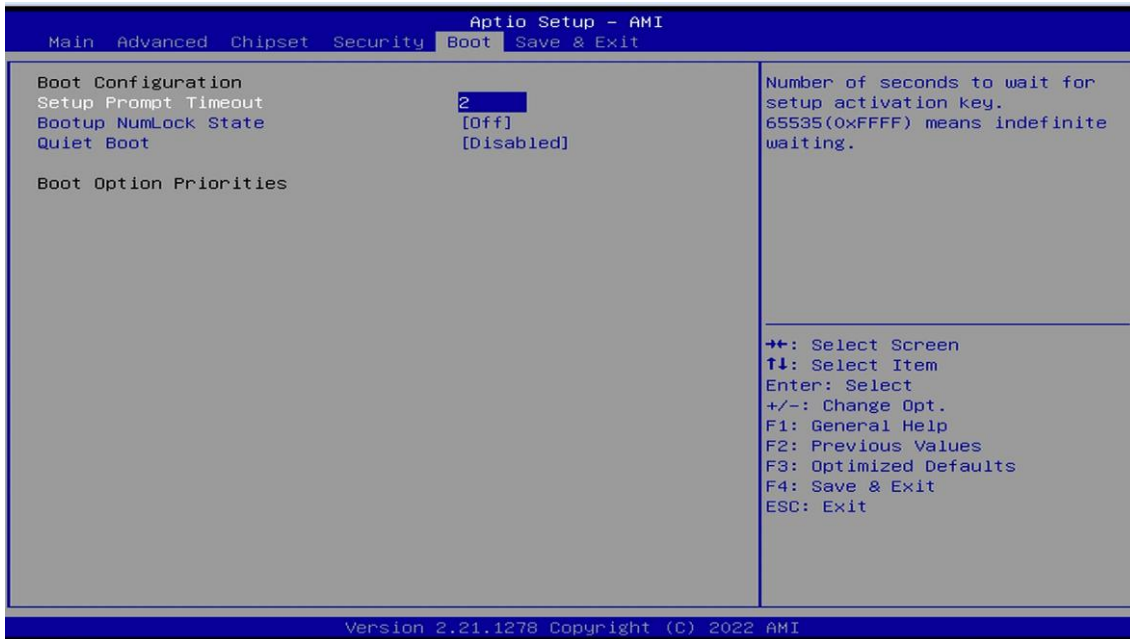 Aptio Setup – AMI
Main Advanced Chipset Security Boot Save & Exit
Boot Configuration
Setup Prompt Timeout 2
Bootup NumLock State [Off]
Quiet Boot [Disabled]
Boot Option Priorities
Number of seconds to wait for
setup activation key.
65535(0xFFFF) means indefinite
waiting.
→←: Select Screen
↑↓: Select Item
Enter: Select
+/-: Change Opt.
F1: General Help
F2: Previous Values
F3: Optimized Defaults
F4: Save & Exit
ESC: Exit
Version 2.21.1278 Copyright (C) 2022 AMI